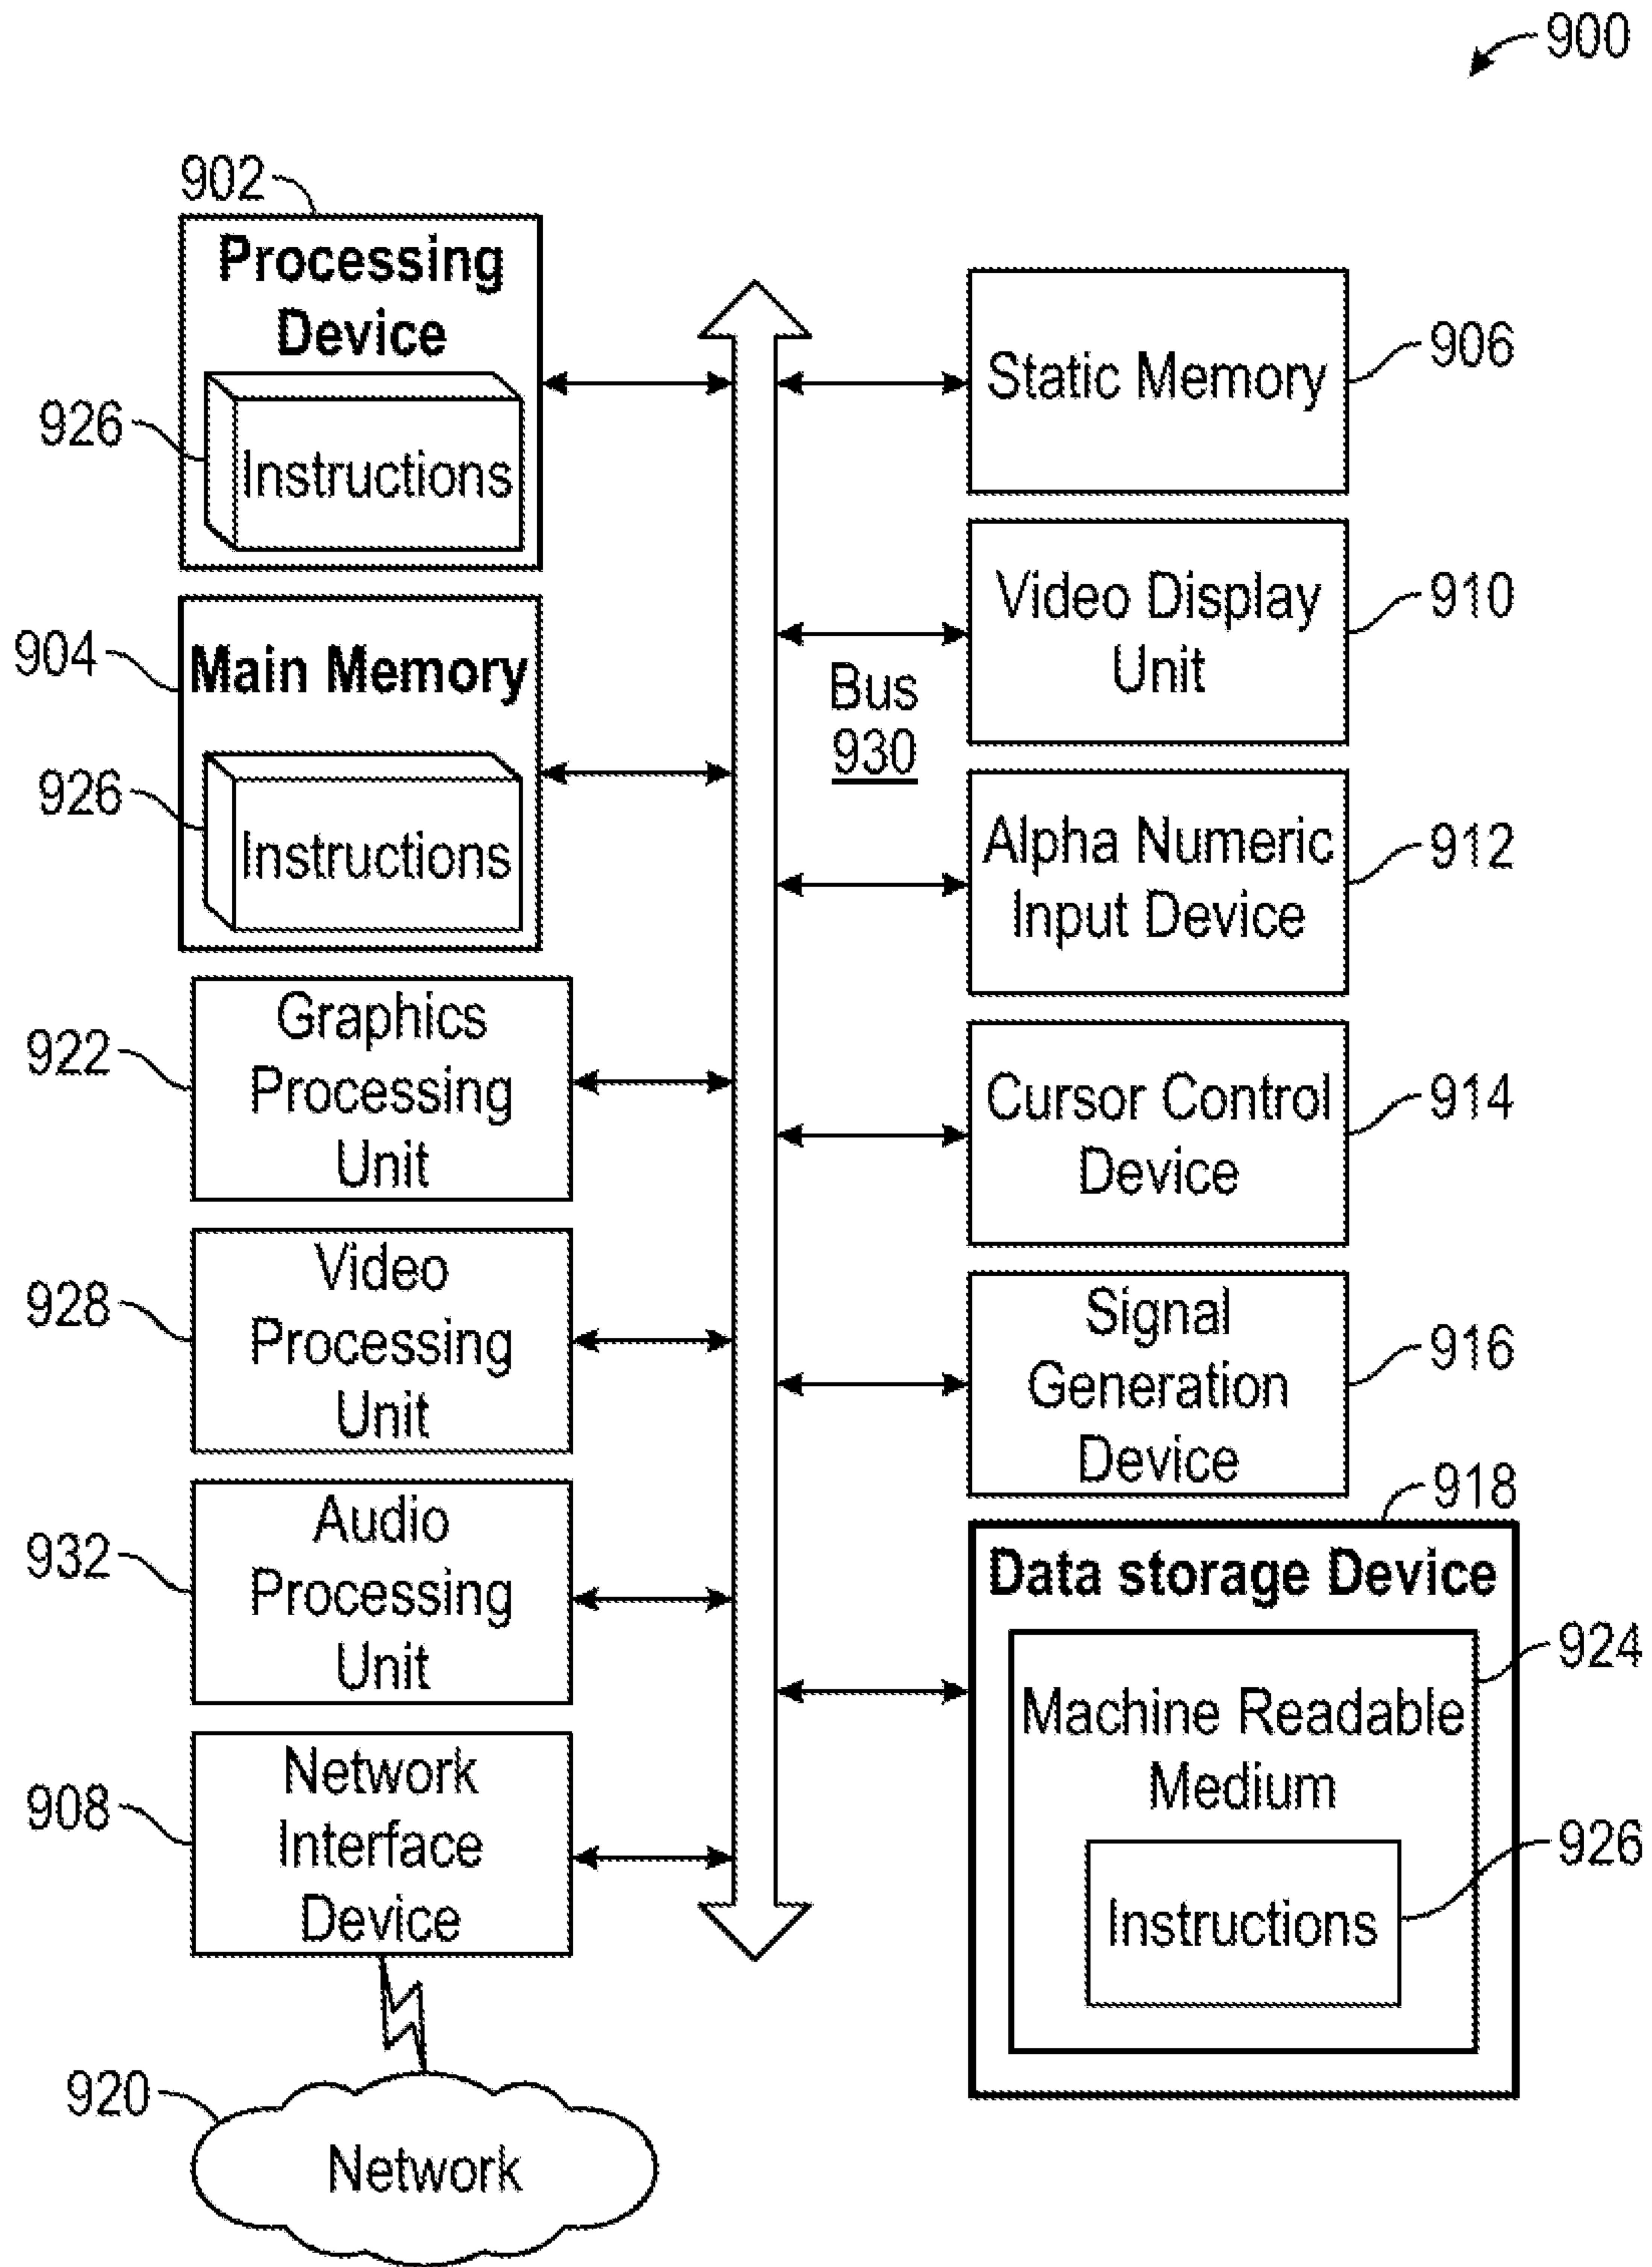 900
902
Processing
Device
926
Instructions
904
Main Memory
926
Instructions
922
Graphics
Processing
Unit
928
Video
Processing
Unit
932
Audio
Processing
Unit
908
Network
Interface
Device
920
Network
Bus
930
Static Memory
906
Video Display
Unit
910
Alpha Numeric
Input Device
912
Cursor Control
Device
914
Signal
Generation
Device
916
918
Data storage Device
924
Machine Readable
Medium
926
Instructions